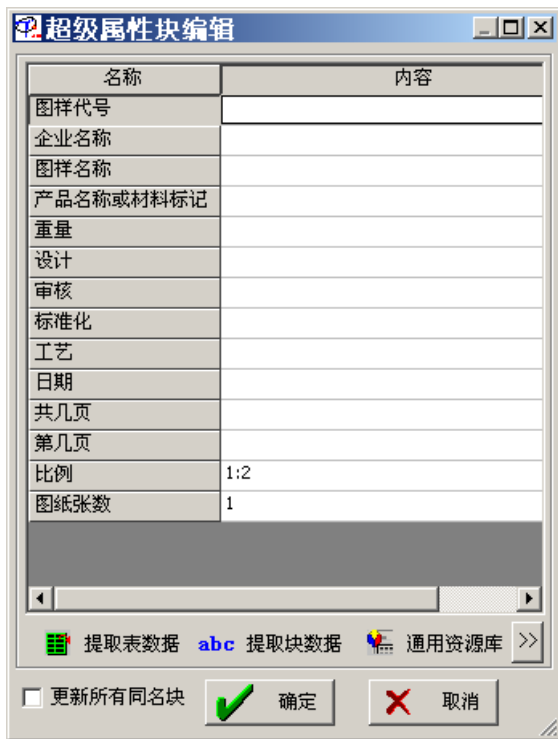 超级属性块编辑
名称 内容
图样代号
企业名称
图样名称
产品名称或材料标记
重量
设计
审核
标准化
工艺
日期
共几页
第几页
比例 1:2
图纸张数 1
提取表数据 abc 提取块数据 通用资源库 >>
更新所有同名块 确定 取消